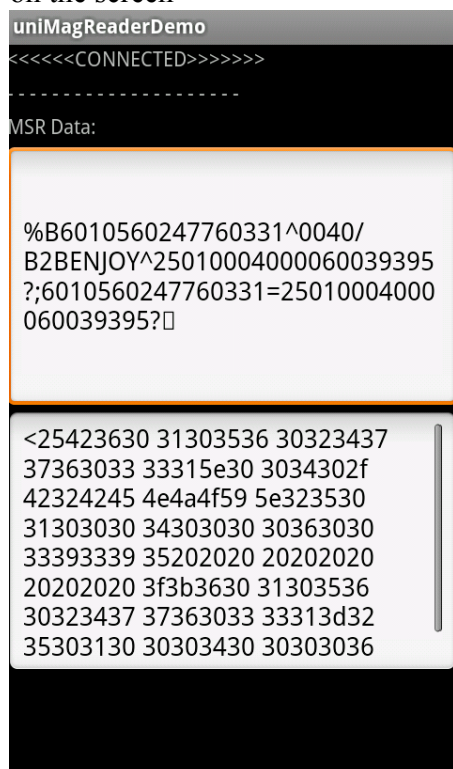 on the screen
uniMagReaderDemo
<<<<<<CONNECTED>>>>>>>
- - - - - - - - - - - - - - - - - - - - -
MSR Data:
%B6010560247760331^0040/
B2BENJOY^25010004000060039395
?;6010560247760331=25010004000
060039395?▯
<25423630 31303536 30323437
37363033 33315e30 3034302f
42324245 4e4a4f59 5e323530
31303030 34303030 30363030
33393339 35202020 20202020
20202020 3f3b3630 31303536
30323437 37363033 33313d32
35303130 30303430 30303036